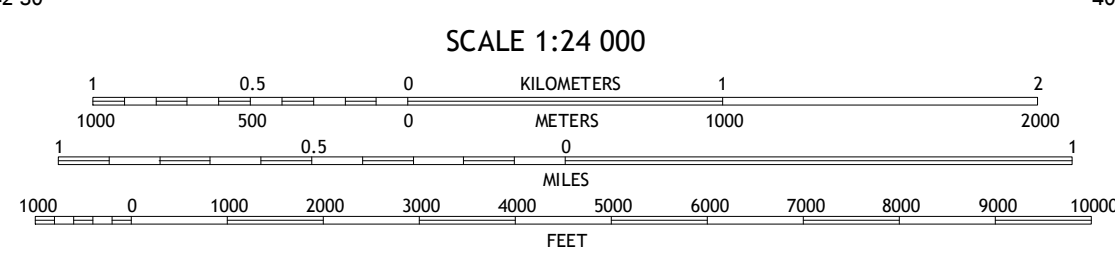 SCALE 1:24 000
1 0.5 0 KILOMETERS 1 2
1000 500 0 METERS 1000 2000
1 0.5 0 1
MILES
1000 0 1000 2000 3000 4000 5000 6000 7000 8000 9000 10000
FEET